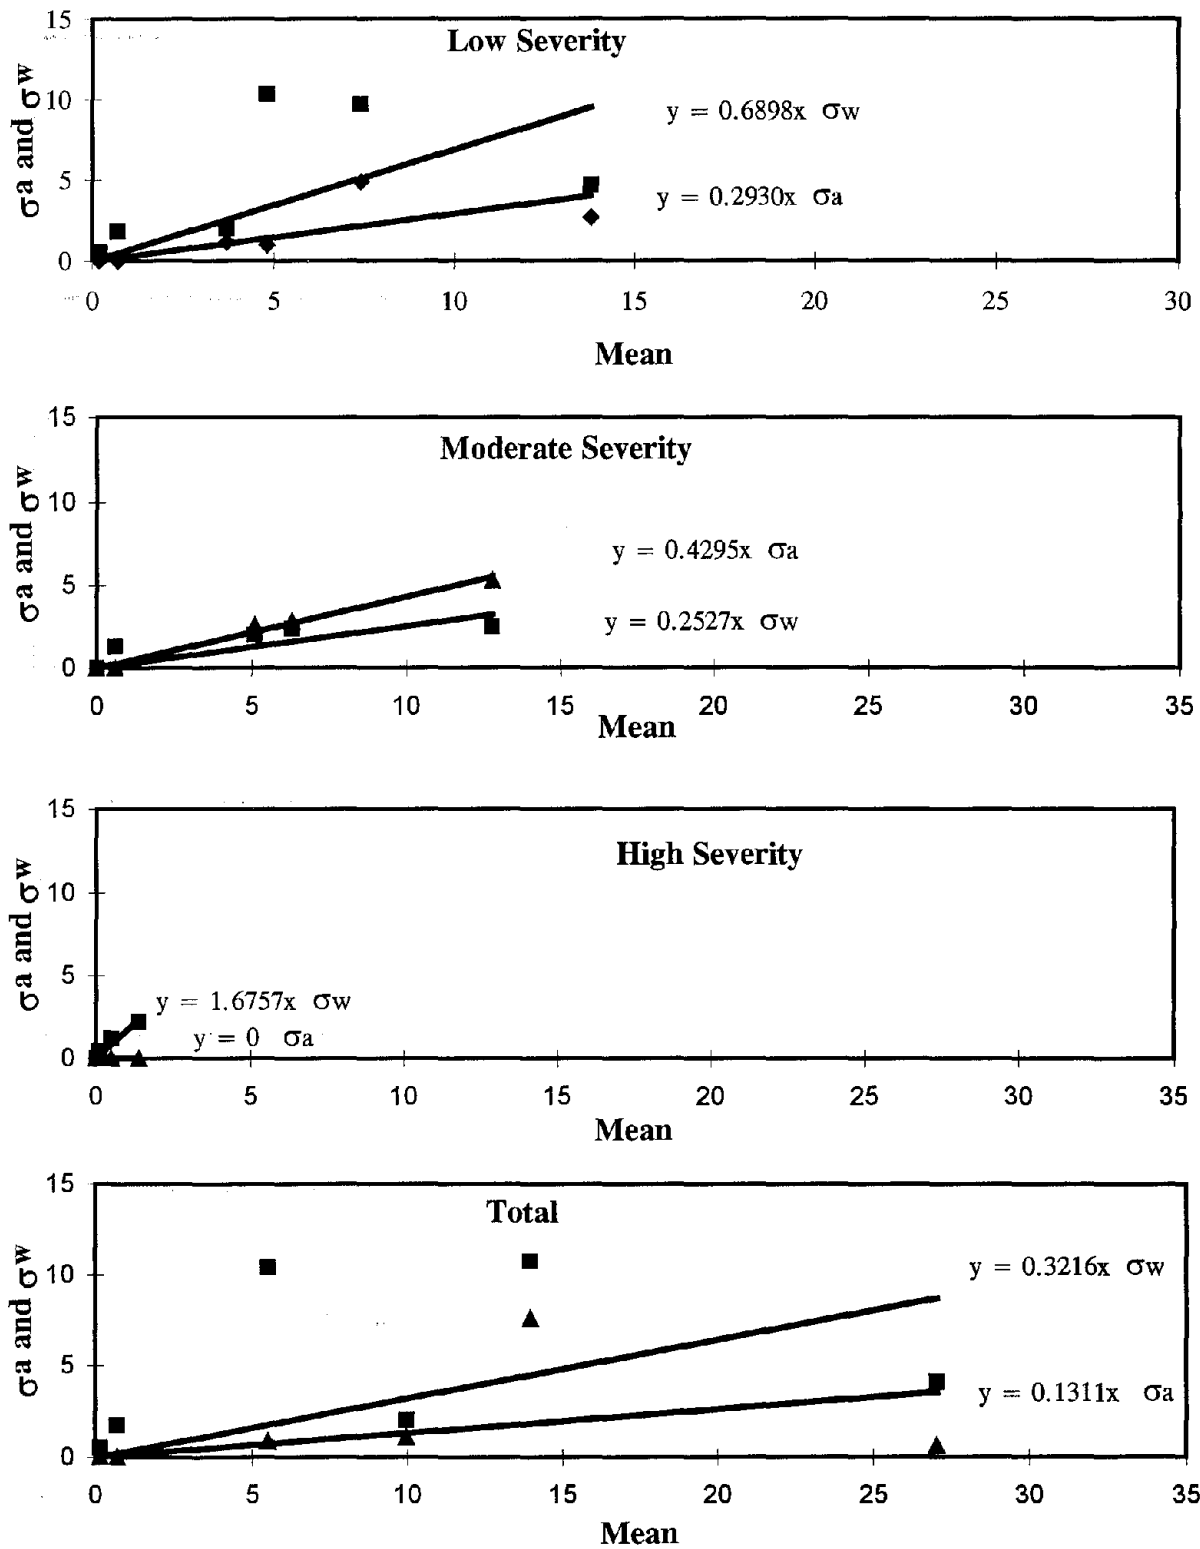 Low Severity
15
10
5
0
σa and σw
y = 0.6898x σw
y = 0.2930x σa
0 5 10 15 20 25 30
Mean
Moderate Severity
15
10
5
0
σa and σw
y = 0.4295x σa
y = 0.2527x σw
0 5 10 15 20 25 30 35
Mean
High Severity
15
10
5
0
σa and σw
y = 1.6757x σw
y = 0 σa
0 5 10 15 20 25 30 35
Mean
Total
15
10
5
0
σa and σw
y = 0.3216x σw
y = 0.1311x σa
0 5 10 15 20 25 30 35
Mean